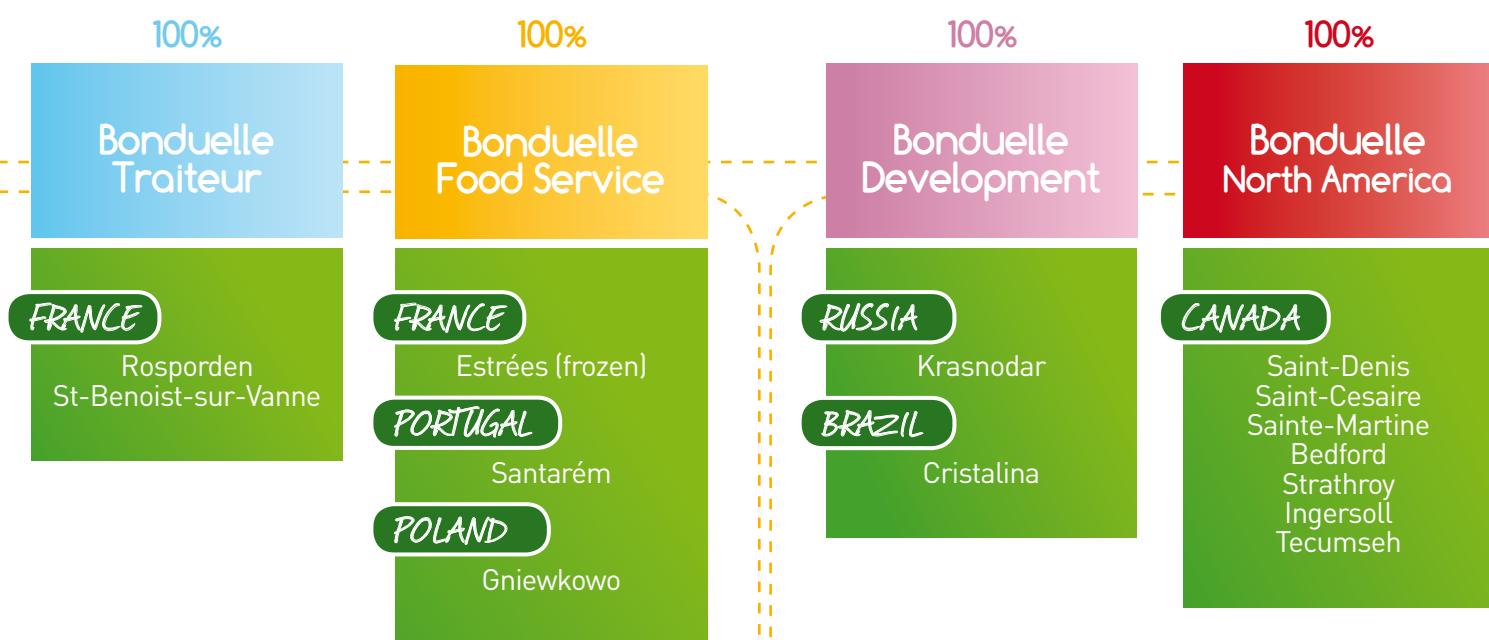 100%
Bonduelle
Traiteur
FRANCE
Rosporden
St-Benoist-sur-Vanne
100%
Bonduelle
Food Service
FRANCE
Estrées (frozen)
PORTUGAL
Santarém
POLAND
Gniewkowo
100%
Bonduelle
Development
RUSSIA
Krasnodar
BRAZIL
Cristalina
100%
Bonduelle
North America
CANADA
Saint-Denis
Saint-Cesaire
Sainte-Martine
Bedford
Strathroy
Ingersoll
Tecumseh